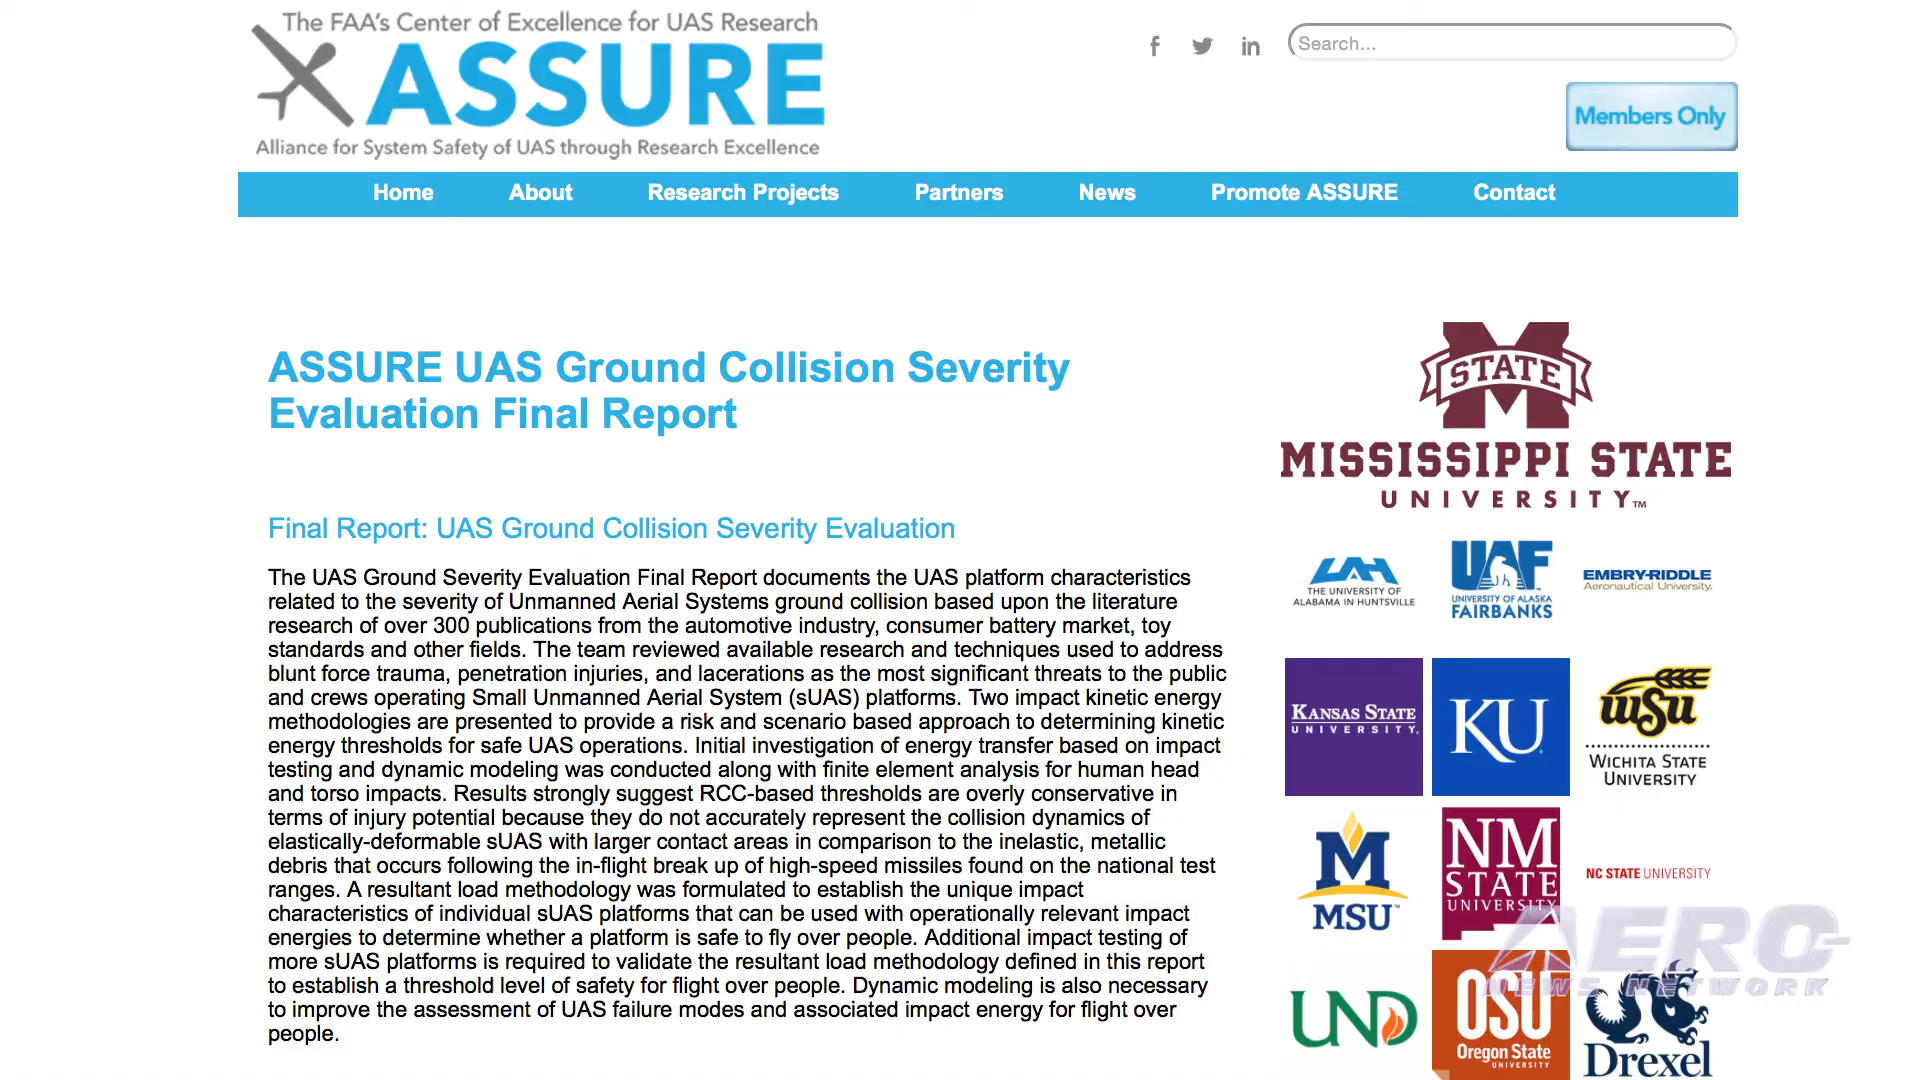 The FAA's Center of Excellence for UAS Research
ASSURE
Alliance for System Safety of UAS through Research Excellence
Search...
Members Only
Home About Research Projects Partners News Promote ASSURE Contact
ASSURE UAS Ground Collision Severity
Evaluation Final Report
Final Report: UAS Ground Collision Severity Evaluation
The UAS Ground Severity Evaluation Final Report documents the UAS platform characteristics
related to the severity of Unmanned Aerial Systems ground collision based upon the literature
research of over 300 publications from the automotive industry, consumer battery market, toy
standards and other fields. The team reviewed available research and techniques used to address
blunt force trauma, penetration injuries, and lacerations as the most significant threats to the public
and crews operating Small Unmanned Aerial System (sUAS) platforms. Two impact kinetic energy
methodologies are presented to provide a risk and scenario based approach to determining kinetic
energy thresholds for safe UAS operations. Initial investigation of energy transfer based on impact
testing and dynamic modeling was conducted along with finite element analysis for human head
and torso impacts. Results strongly suggest RCC-based thresholds are overly conservative in
terms of injury potential because they do not accurately represent the collision dynamics of
elastically-deformable sUAS with larger contact areas in comparison to the inelastic, metallic
debris that occurs following the in-flight break up of high-speed missiles found on the national test
ranges. A resultant load methodology was formulated to establish the unique impact
characteristics of individual sUAS platforms that can be used with operationally relevant impact
energies to determine whether a platform is safe to fly over people. Additional impact testing of
more sUAS platforms is required to validate the resultant load methodology defined in this report
to establish a threshold level of safety for flight over people. Dynamic modeling is also necessary
to improve the assessment of UAS failure modes and associated impact energy for flight over
people.
M
STATE
MISSISSIPPI STATE
UNIVERSITY™
UAH
THE UNIVERSITY OF
ALABAMA IN HUNTSVILLE
UAF
UNIVERSITY OF ALASKA
FAIRBANKS
EMBRY-RIDDLE
Aeronautical University.
KANSAS STATE
UNIVERSITY.
KU
WSU
WICHITA STATE
UNIVERSITY
M
MSU™
NM
STATE
UNIVERSITY
NC STATE UNIVERSITY
UND
OSU
Oregon State
UNIVERSITY
Drexel
AERO-
NEWS NETWORK